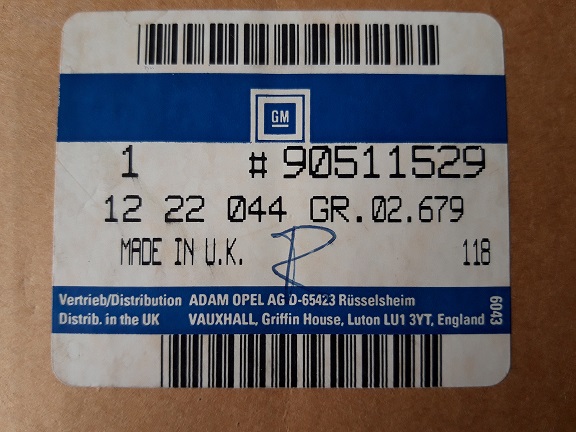 GM
1 # 90511529
12 22 044 GR.02.679
MADE IN U.K. 118
Vertrieb/Distribution ADAM OPEL AG D-65423 Rüsselsheim
Distrib. in the UK VAUXHALL, Griffin House, Luton LU1 3YT, England
6043